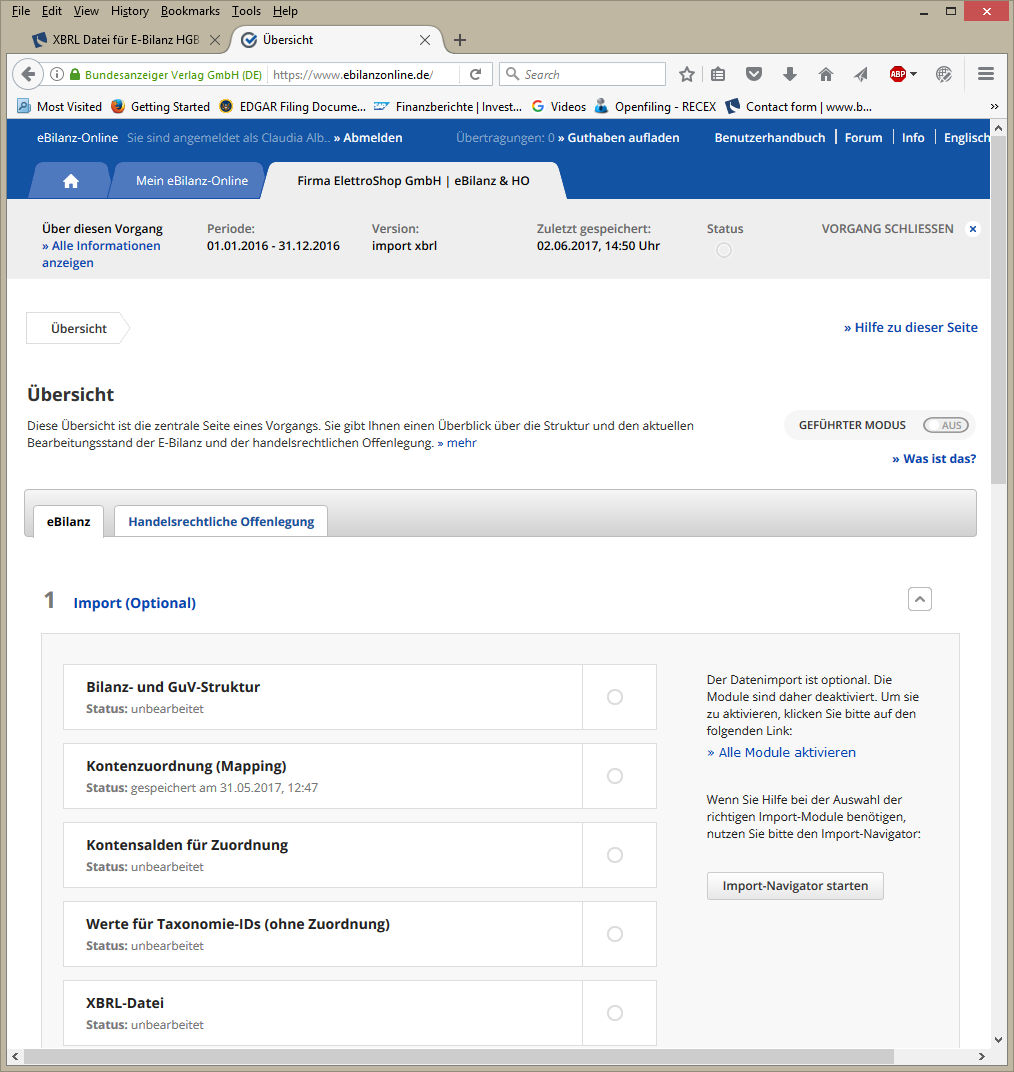 File Edit View History Bookmarks Tools Help
XBRL Datei für E-Bilanz HGB
Übersicht
Bundesanzeiger Verlag GmbH (DE) https://www.ebilanzonline.de/ Search ABP
Most Visited Getting Started EDGAR Filing Docume... Finanzberichte | Invest... Videos Openfiling - RECEX Contact form | www.b... »
eBilanz-Online Sie sind angemeldet als Claudia Alb.. » Abmelden Übertragungen: 0 » Guthaben aufladen Benutzerhandbuch | Forum | Info | Englisch
Mein eBilanz-Online Firma ElettroShop GmbH | eBilanz & HO
Über diesen Vorgang Periode: Version: Zuletzt gespeichert: Status VORGANG SCHLIESSEN
» Alle Informationen 01.01.2016 - 31.12.2016 import xbrl 02.06.2017, 14:50 Uhr
anzeigen
Übersicht » Hilfe zu dieser Seite
Übersicht
Diese Übersicht ist die zentrale Seite eines Vorgangs. Sie gibt Ihnen einen Überblick über die Struktur und den aktuellen
Bearbeitungsstand der E-Bilanz und der handelsrechtlichen Offenlegung. » mehr
GEFÜHRTER MODUS AUS
» Was ist das?
eBilanz Handelsrechtliche Offenlegung
1 Import (Optional)
Bilanz- und GuV-Struktur
Status: unbearbeitet
Kontenzuordnung (Mapping)
Status: gespeichert am 31.05.2017, 12:47
Kontensalden für Zuordnung
Status: unbearbeitet
Werte für Taxonomie-IDs (ohne Zuordnung)
Status: unbearbeitet
XBRL-Datei
Status: unbearbeitet
Der Datenimport ist optional. Die
Module sind daher deaktiviert. Um sie
zu aktivieren, klicken Sie bitte auf den
folgenden Link:
» Alle Module aktivieren
Wenn Sie Hilfe bei der Auswahl der
richtigen Import-Module benötigen,
nutzen Sie bitte den Import-Navigator:
Import-Navigator starten